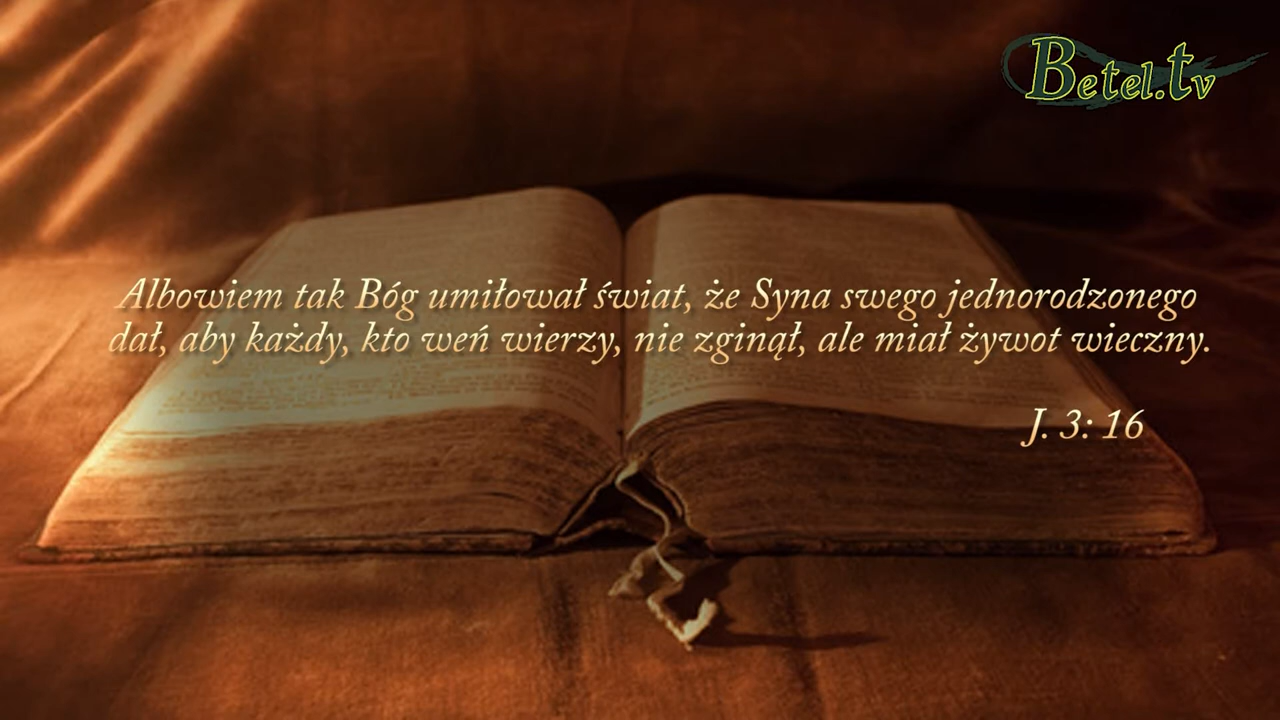 Betel.tv
Albowiem tak Bóg umiłował świat, że Syna swego jednorodzonego
dał, aby każdy, kto weń wierzy, nie zginął, ale miał żywot wieczny.
J. 3: 16